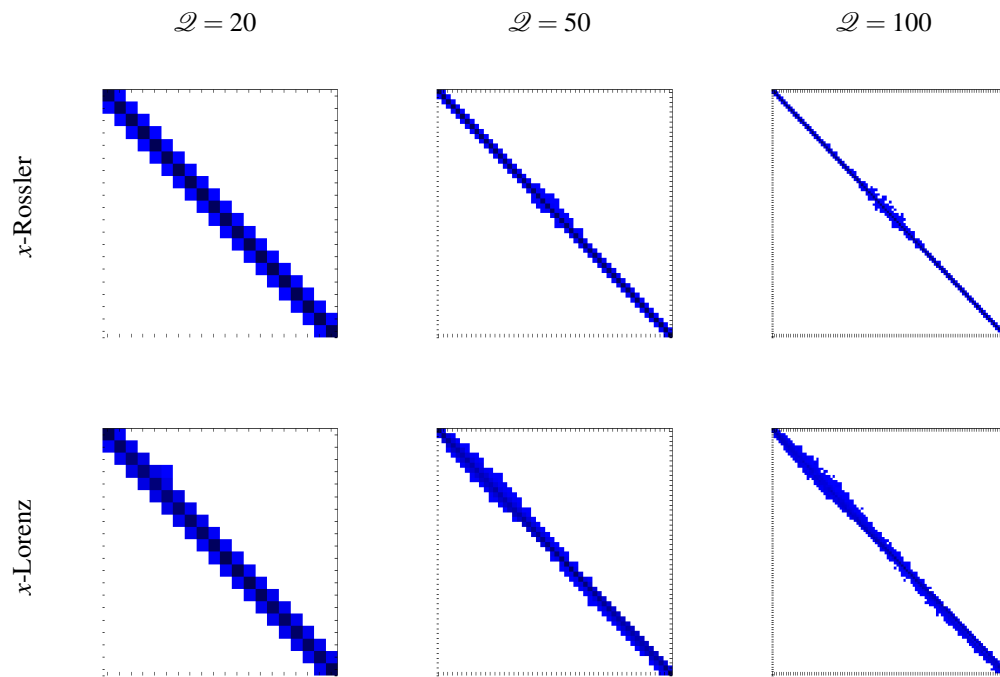 𝒬 = 20
𝒬 = 50
𝒬 = 100
x-Rossler
x-Lorenz